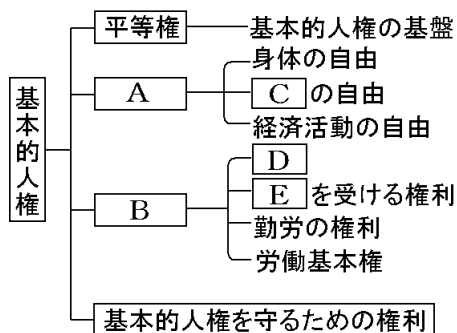 平等権 基本的人権の基盤
身体の自由
A C の自由
経済活動の自由
基本的人権
D
E を受ける権利
B
勤労の権利
労働基本権
基本的人権を守るための権利